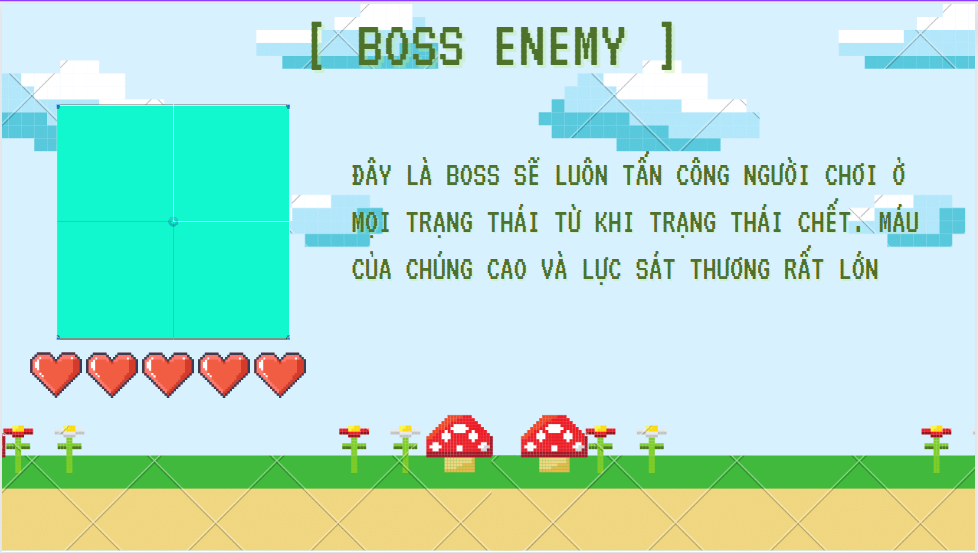 [ BOSS ENEMY ]
ĐÂY LÀ BOSS SẼ LUÔN TẤN CÔNG NGƯỜI CHƠI Ở
MỌI TRẠNG THÁI TỪ KHI TRẠNG THÁI CHẾT. MÁU
CỦA CHÚNG CAO VÀ LỰC SÁT THƯƠNG RẤT LỚN